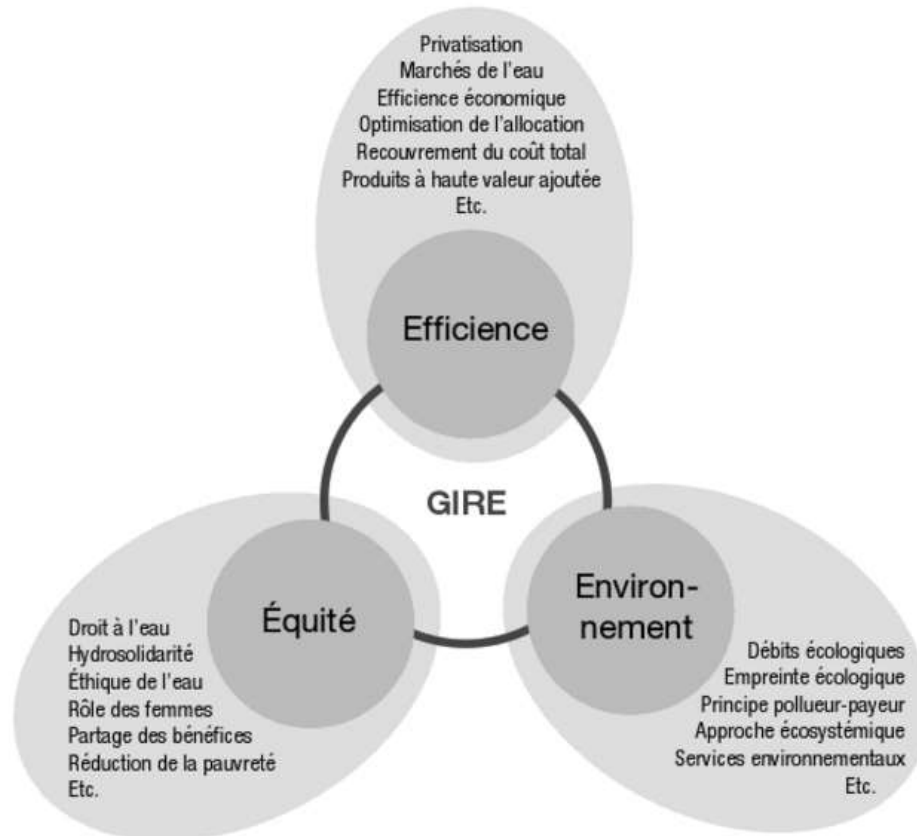 Privatisation
Marchés de l'eau
Efficience économique
Optimisation de l'allocation
Recouvrement du coût total
Produits à haute valeur ajoutée
Etc.
Efficience
GIRE
Équité
Droit à l'eau
Hydrosolidarité
Éthique de l'eau
Rôle des femmes
Partage des bénéfices
Réduction de la pauvreté
Etc.
Environ-
nement
Débits écologiques
Empreinte écologique
Principe pollueur-payeur
Approche écosystémique
Services environnementaux
Etc.